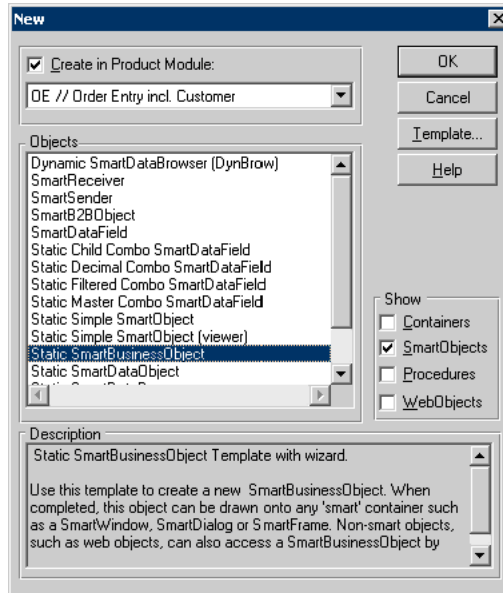 New
Create in Product Module:
OE // Order Entry incl. Customer
OK
Cancel
Template...
Help
Objects
Dynamic SmartDataBrowser (DynBrow)
SmartReceiver
SmartSender
SmartB2BObject
SmartDataField
Static Child Combo SmartDataField
Static Decimal Combo SmartDataField
Static Filtered Combo SmartDataField
Static Master Combo SmartDataField
Static Simple SmartObject
Static Simple SmartObject (viewer)
Static SmartBusinessObject
Static SmartDataObject
Show
Containers
SmartObjects
Procedures
WebObjects
Description
Static SmartBusinessObject Template with wizard.
Use this template to create a new SmartBusinessObject. When
completed, this object can be drawn onto any 'smart' container such
as a SmartWindow, SmartDialog or SmartFrame. Non-smart objects,
such as web objects, can also access a SmartBusinessObject by